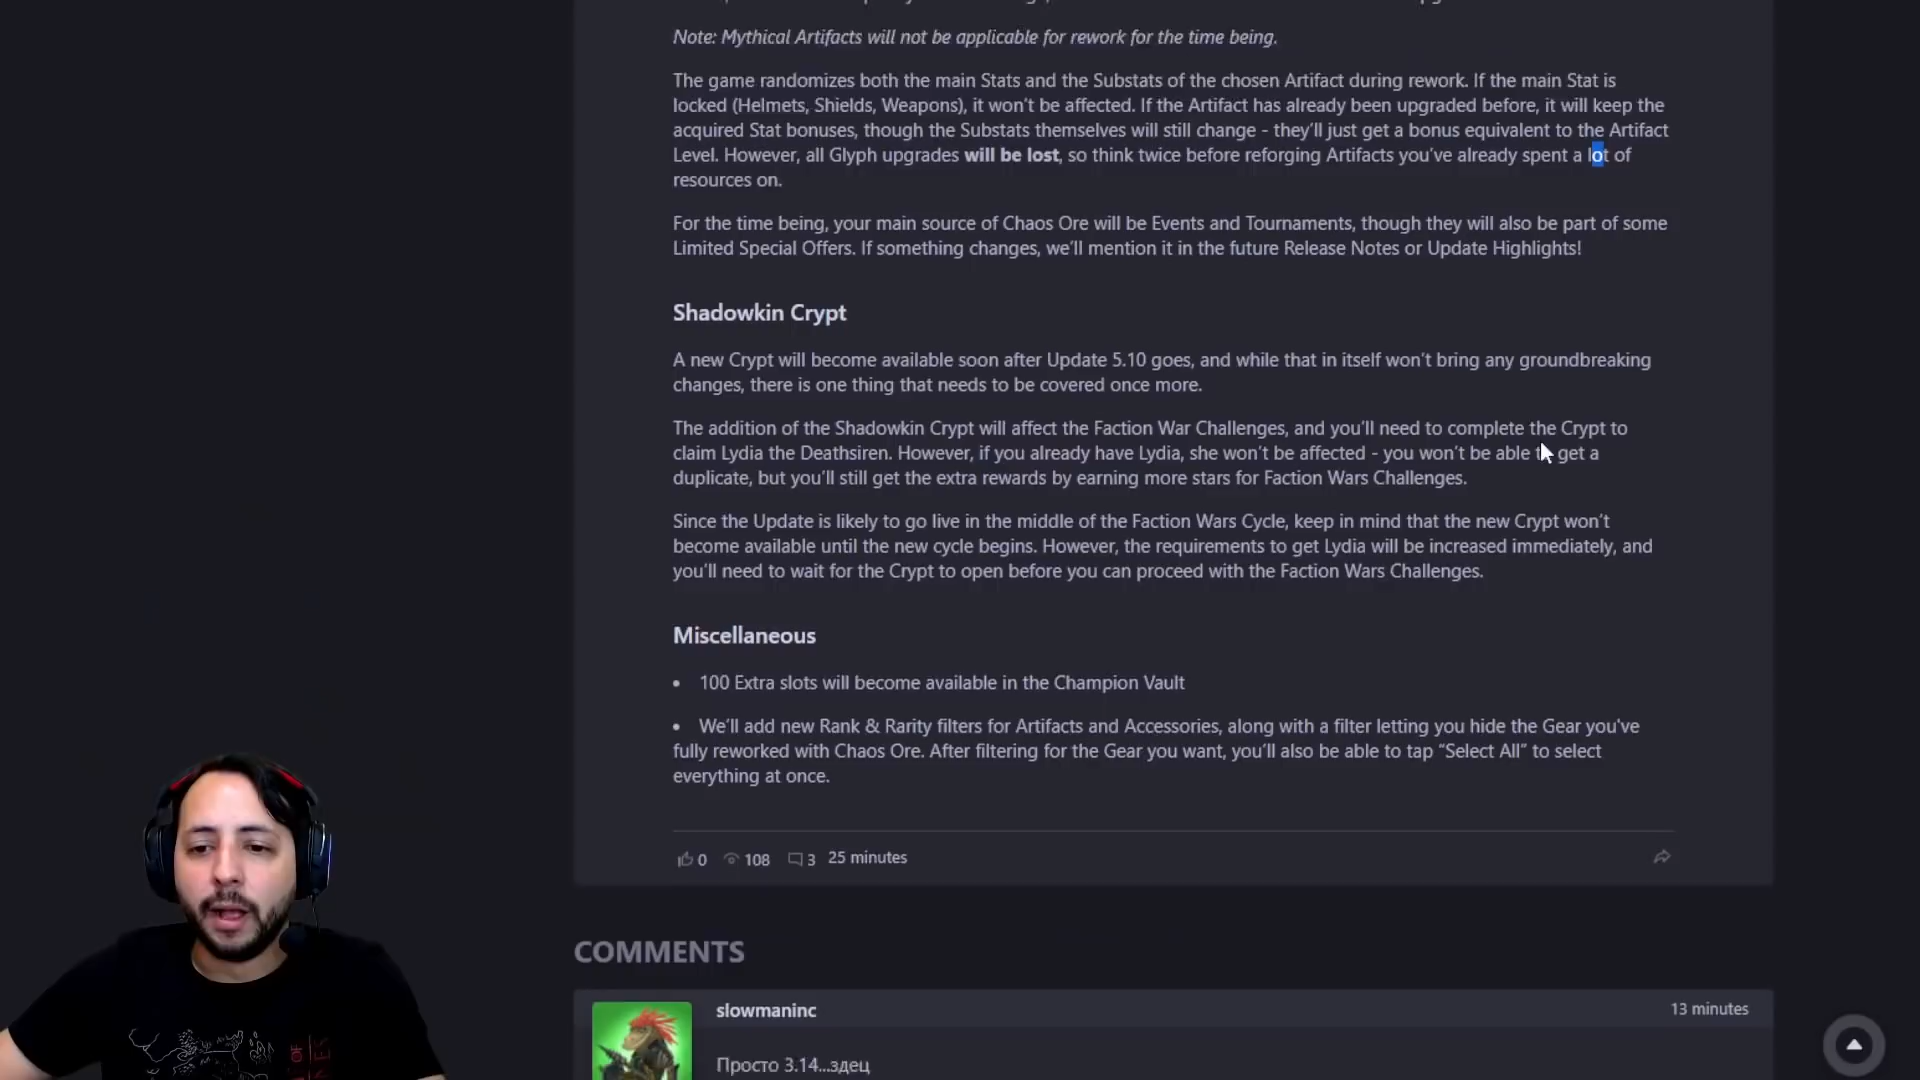 Note: Mythical Artifacts will not be applicable for rework for the time being.
The game randomizes both the main Stats and the Substats of the chosen Artifact during rework. If the main Stat is
locked (Helmets, Shields, Weapons), it won't be affected. If the Artifact has already been upgraded before, it will keep the
acquired Stat bonuses, though the Substats themselves will still change - they'll just get a bonus equivalent to the Artifact
Level. However, all Glyph upgrades will be lost, so think twice before reforging Artifacts you've already spent a lot of
resources on.
For the time being, your main source of Chaos Ore will be Events and Tournaments, though they will also be part of some
Limited Special Offers. If something changes, we'll mention it in the future Release Notes or Update Highlights!
Shadowkin Crypt
A new Crypt will become available soon after Update 5.10 goes, and while that in itself won't bring any groundbreaking
changes, there is one thing that needs to be covered once more.
The addition of the Shadowkin Crypt will affect the Faction War Challenges, and you'll need to complete the Crypt to
claim Lydia the Deathsiren. However, if you already have Lydia, she won't be affected - you won't be able to get a
duplicate, but you'll still get the extra rewards by earning more stars for Faction Wars Challenges.
Since the Update is likely to go live in the middle of the Faction Wars Cycle, keep in mind that the new Crypt won't
become available until the new cycle begins. However, the requirements to get Lydia will be increased immediately, and
you'll need to wait for the Crypt to open before you can proceed with the Faction Wars Challenges.
Miscellaneous
• 100 Extra slots will become available in the Champion Vault
• We'll add new Rank & Rarity filters for Artifacts and Accessories, along with a filter letting you hide the Gear you've
fully reworked with Chaos Ore. After filtering for the Gear you want, you'll also be able to tap “Select All” to select
everything at once.
0 108 3 25 minutes
COMMENTS
slowmaninc 13 minutes
Просто 3.14...здец